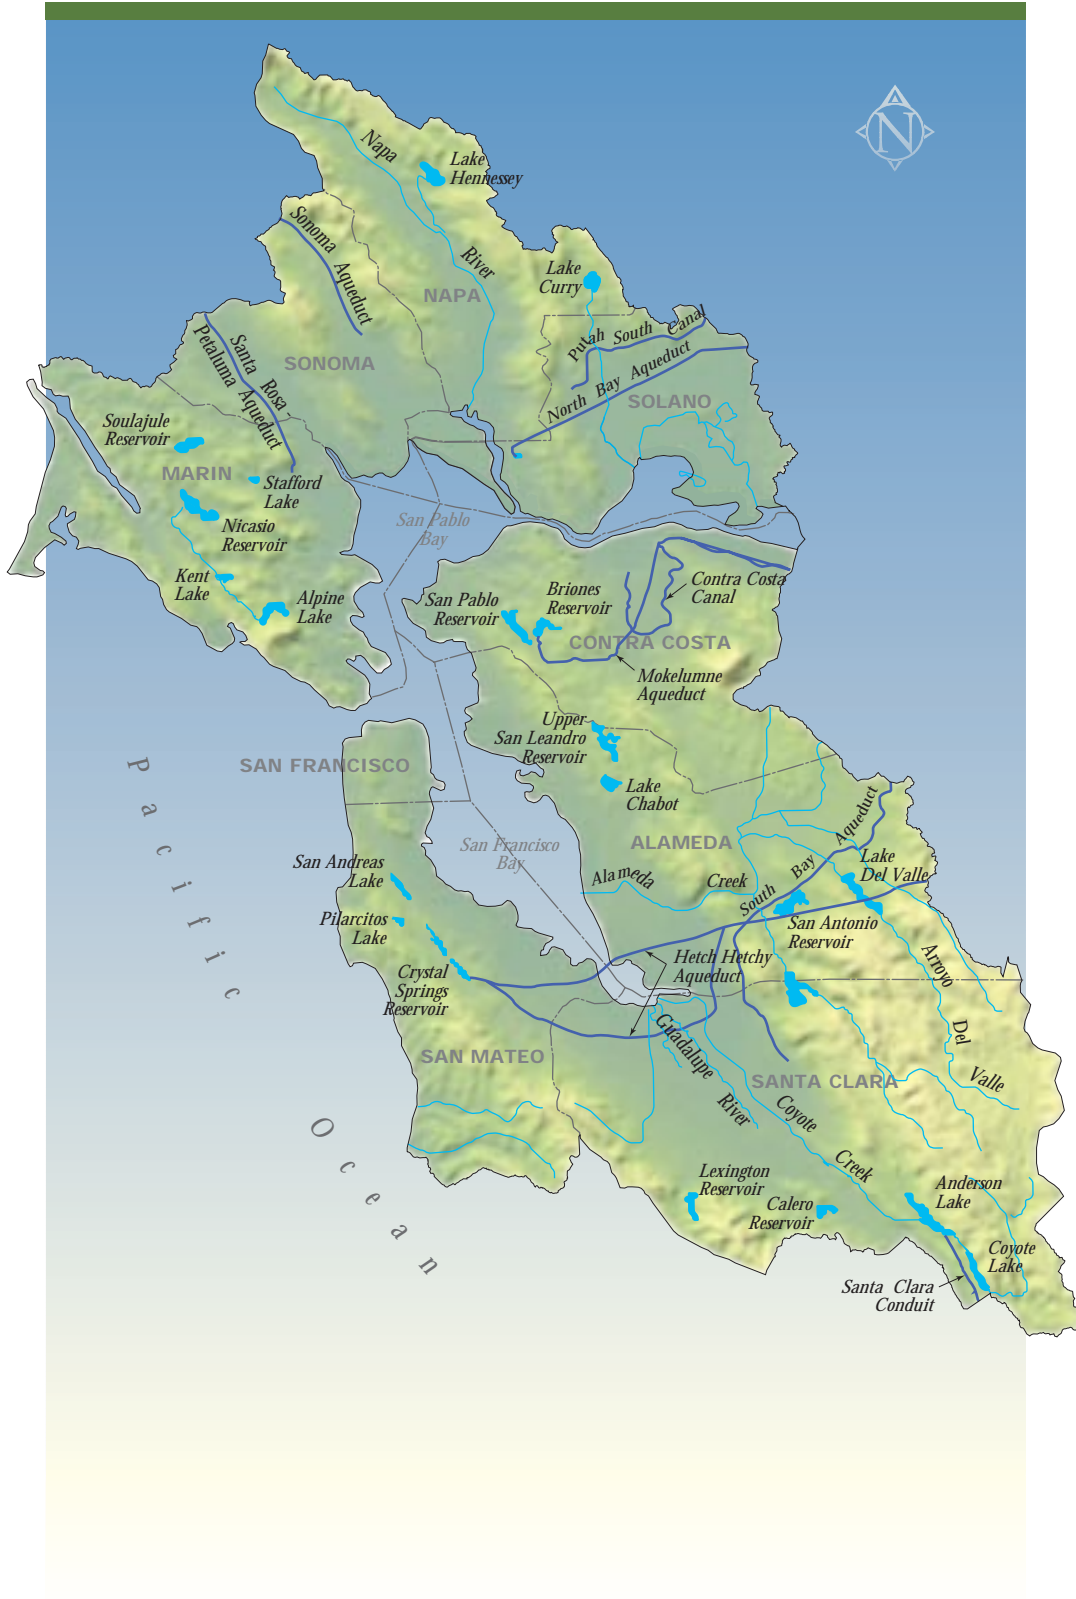 N
Napa
River
Lake
Hennessey
Sonoma Aqueduct
NAPA
Lake
Curry
Putah South Canal
North Bay Aqueduct
SOLANO
SONOMA
Santa Rosa-
Petaluma Aqueduct
Soulajule
Reservoir
MARIN
Stafford
Lake
Nicasio
Reservoir
Kent
Lake
Alpine
Lake
San Pablo
Bay
San Pablo
Reservoir
Briones
Reservoir
Contra Costa
Canal
CONTRA COSTA
Mokelumne
Aqueduct
Upper
San Leandro
Reservoir
Lake
Chabot
SAN FRANCISCO
San Francisco
Bay
ALAMEDA
Alameda Creek
South Bay Aqueduct
Lake
Del Valle
San Antonio
Reservoir
San Andreas
Lake
Pilarcitos
Lake
Crystal
Springs
Reservoir
Hetch Hetchy
Aqueduct
Arroyo Del Valle
SAN MATEO
Guadalupe
River
SANTA CLARA
Coyote
Creek
Lexington
Reservoir
Calero
Reservoir
Anderson
Lake
Coyote
Lake
Santa Clara
Conduit
Pacific
Ocean